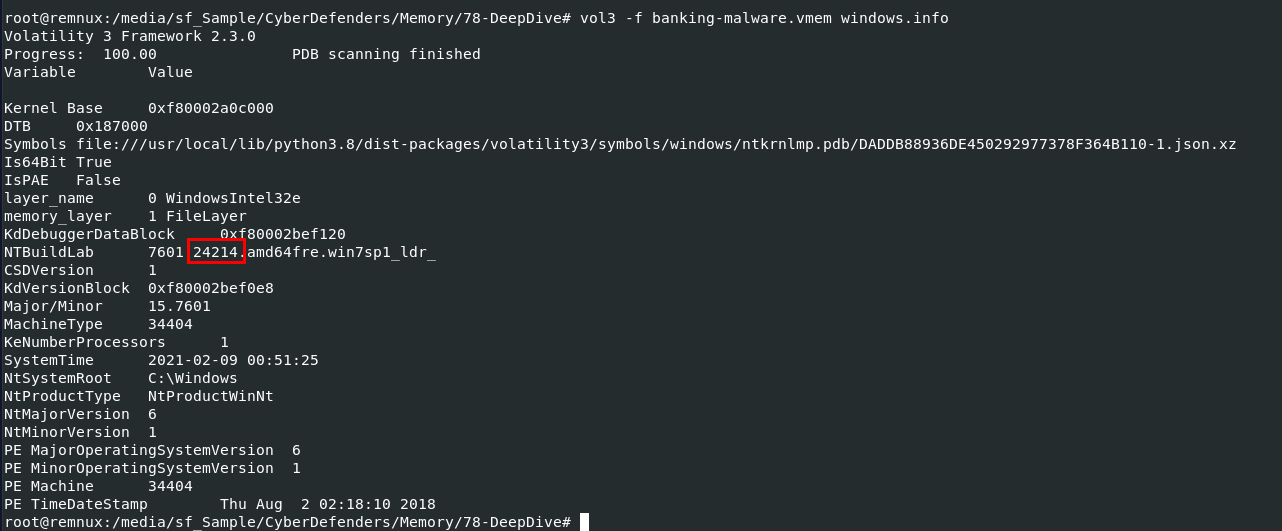 root@remnux:/media/sf_Sample/CyberDefenders/Memory/78-DeepDive# vol3 -f banking-malware.vmem windows.info
Volatility 3 Framework 2.3.0
Progress:  100.00               PDB scanning finished
Variable        Value
Kernel Base     0xf80002a0c000
DTB     0x187000
Symbols file:///usr/local/lib/python3.8/dist-packages/volatility3/symbols/windows/ntkrnlmp.pdb/DADDB88936DE450292977378F364B110-1.json.xz
Is64Bit True
IsPAE   False
layer_name      0 WindowsIntel32e
memory_layer    1 FileLayer
KdDebuggerDataBlock     0xf80002bef120
NTBuildLab      7601.24214.amd64fre.win7sp1_ldr_
CSDVersion      1
KdVersionBlock  0xf80002bef0e8
Major/Minor     15.7601
MachineType     34404
KeNumberProcessors      1
SystemTime      2021-02-09 00:51:25
NtSystemRoot    C:\Windows
NtProductType   NtProductWinNt
NtMajorVersion  6
NtMinorVersion  1
PE MajorOperatingSystemVersion  6
PE MinorOperatingSystemVersion  1
PE Machine      34404
PE TimeDateStamp        Thu Aug  2 02:18:10 2018
root@remnux:/media/sf_Sample/CyberDefenders/Memory/78-DeepDive#